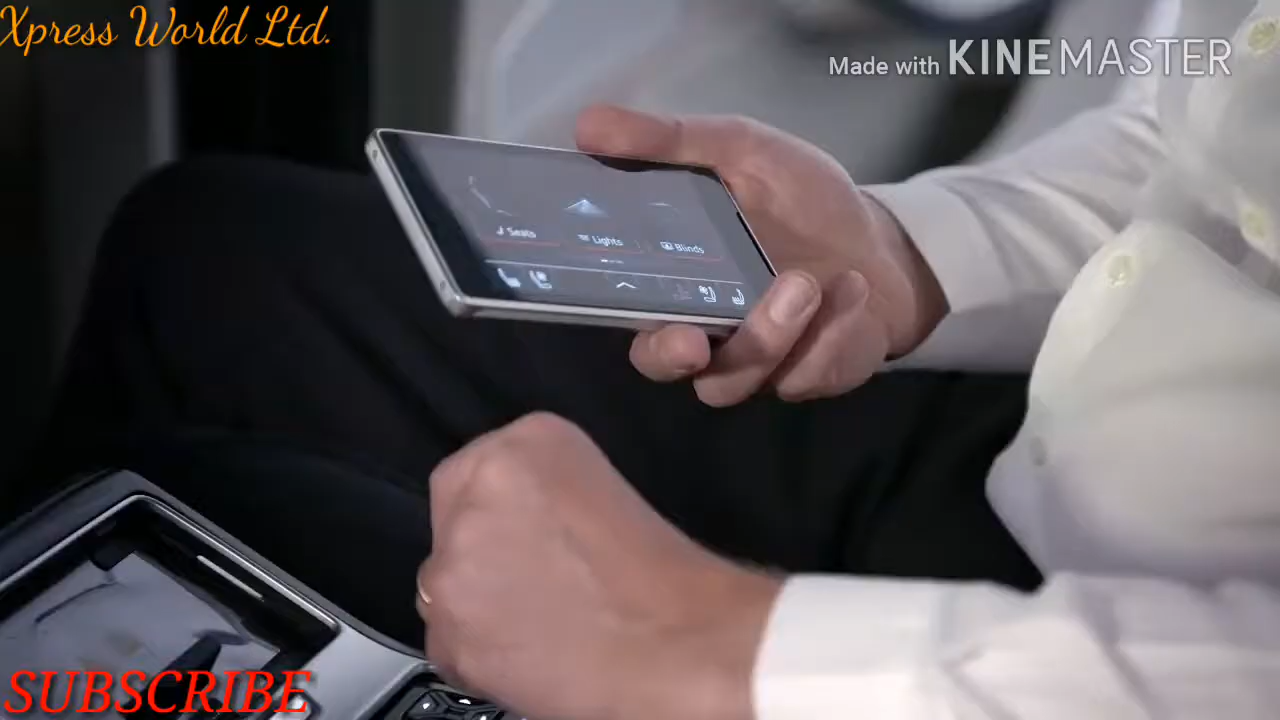 Xpress World Ltd.
Made with KINEMASTER
Seats
Lights
Blinds
SUBSCRIBE